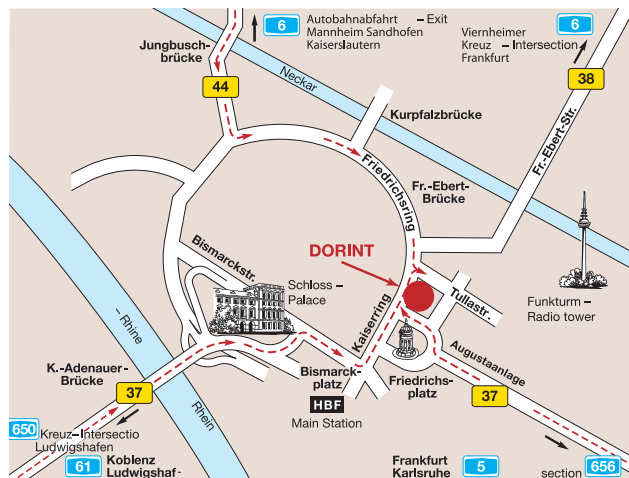 6
Autobahnabfahrt – Exit
Mannheim Sandhofen
Kaiserslautern
Viernheimer
Kreuz – Intersection
Frankfurt
6
Jungbusch-
brücke
44
Neckar
38
Kurpfalzbrücke
Fr.-Ebert-Str.
Friedrichsring
Fr.-Ebert-
Brücke
Bismarckstr.
DORINT
Schloss –
Palace
Kaiserring
Tullastr.
Funkturm –
Radio tower
– Rhine
Rhein
K.-Adenauer-
Brücke
37
Bismarck-
platz
HBF
Main Station
Friedrichs-
platz
Augustaanlage
37
650
Kreuz–Intersectio
Ludwigshafen
61
Koblenz
Ludwigshaf-
Frankfurt
Karlsruhe
5
section
656